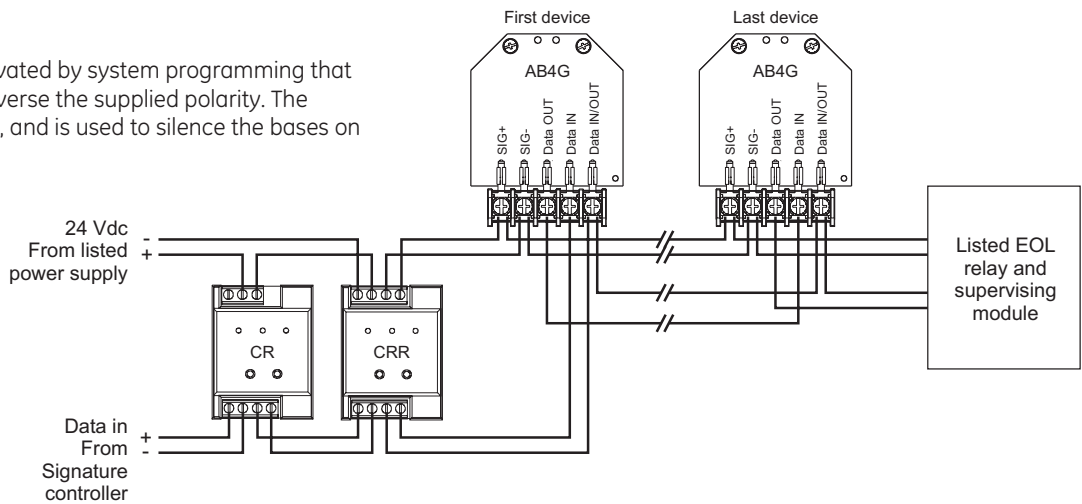 vated by system programming that
verse the supplied polarity. The
, and is used to silence the bases on
First device
Last device
AB4G
AB4G
SIG+
SIG-
Data OUT
Data IN
Data IN/OUT
SIG+
SIG-
Data OUT
Data IN
Data IN/OUT
24 Vdc
From listed
power supply
-
+
Listed EOL
relay and
supervising
module
CR
CRR
Data in
From
Signature
controller
+
-